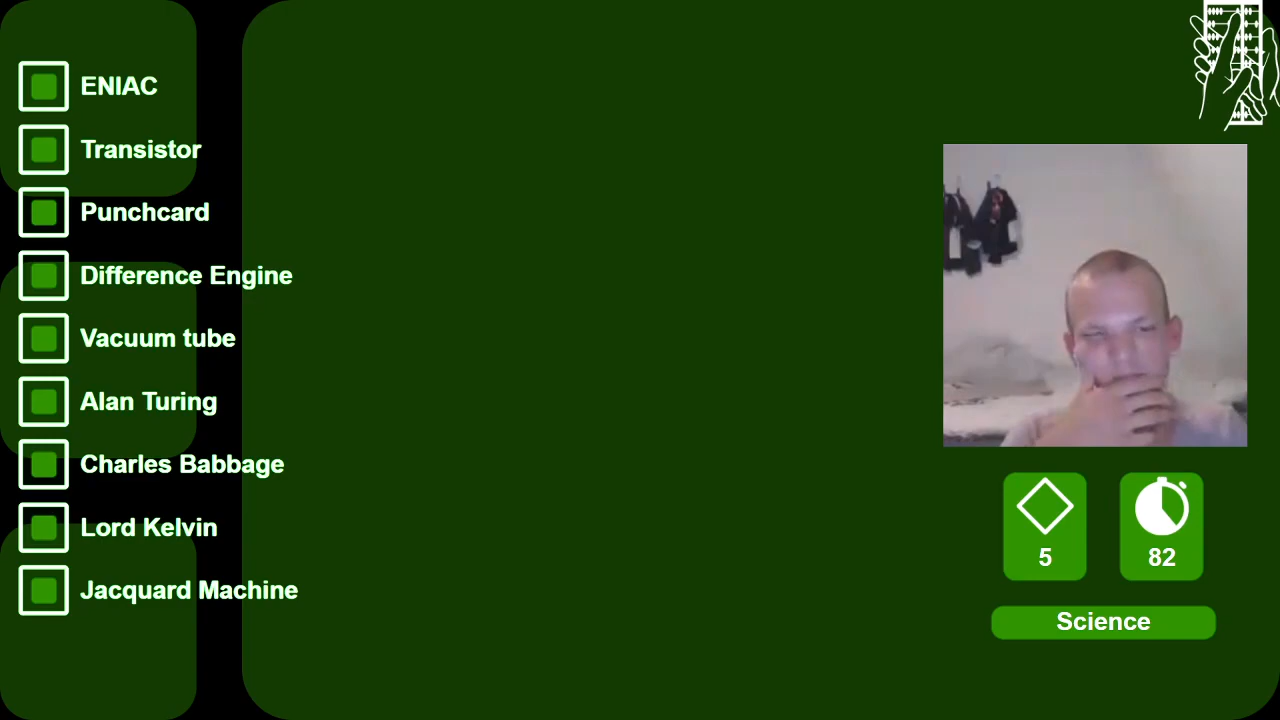 ENIAC
Transistor
Punchcard
Difference Engine
Vacuum tube
Alan Turing
Charles Babbage
Lord Kelvin
Jacquard Machine
5
82
Science